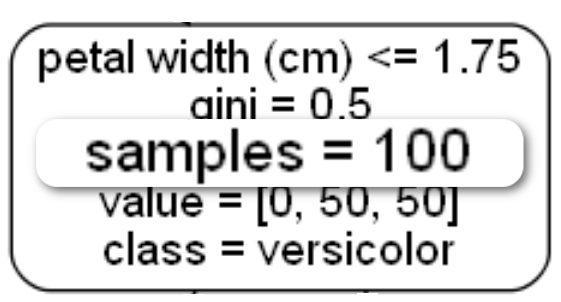 petal width (cm) <= 1.75
gini = 0.5
samples = 100
value = [0, 50, 50]
class = versicolor